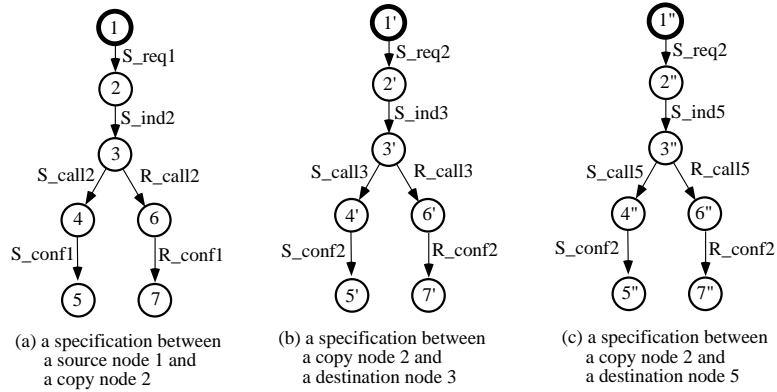 1
S_req1
2
S_ind2
3
S_call2
R_call2
4
6
S_conf1
R_conf1
5
7
(a) a specification between
a source node 1 and
a copy node 2
1'
S_req2
2'
S_ind3
3'
S_call3
R_call3
4'
6'
S_conf2
R_conf2
5'
7'
(b) a specification between
a copy node 2 and
a destination node 3
1"
S_req2
2"
S_ind5
3"
S_call5
R_call5
4"
6"
S_conf2
R_conf2
5"
7"
(c) a specification between
a copy node 2 and
a destination node 5